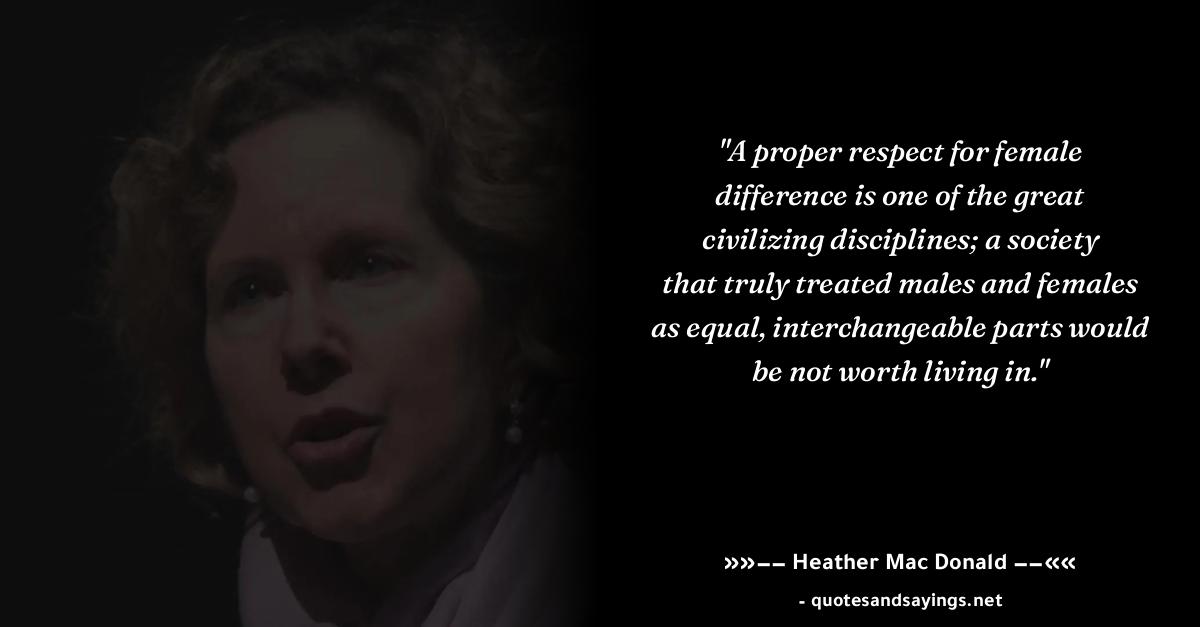 "A proper respect for female
difference is one of the great
civilizing disciplines; a society
that truly treated males and females
as equal, interchangeable parts would
be not worth living in."
»»–– Heather Mac Donald ––««
- quotesandsayings.net